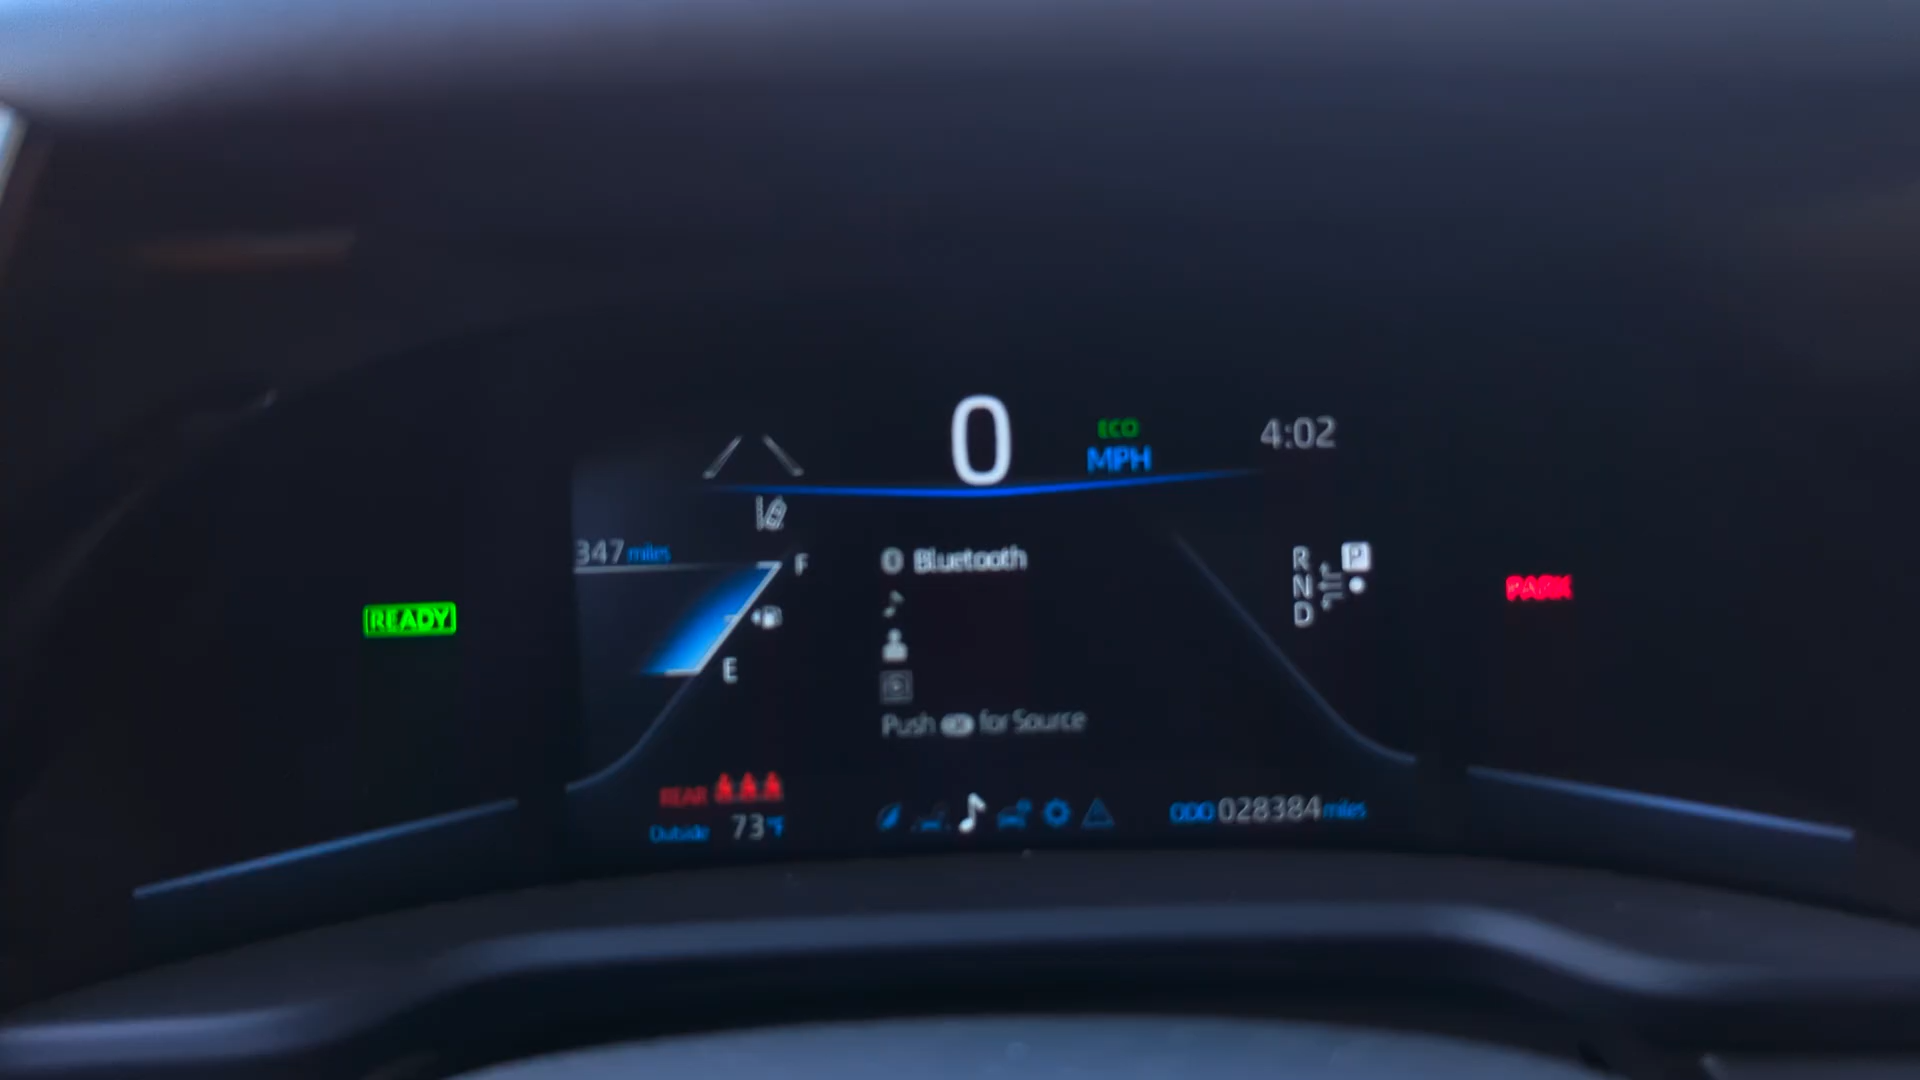 0
ECO
MPH
4:02
347 miles
F
E
READY
Bluetooth
Push for Source
R
N
D
P
PARK
REAR
Outside 73°F
ODO 028384 miles